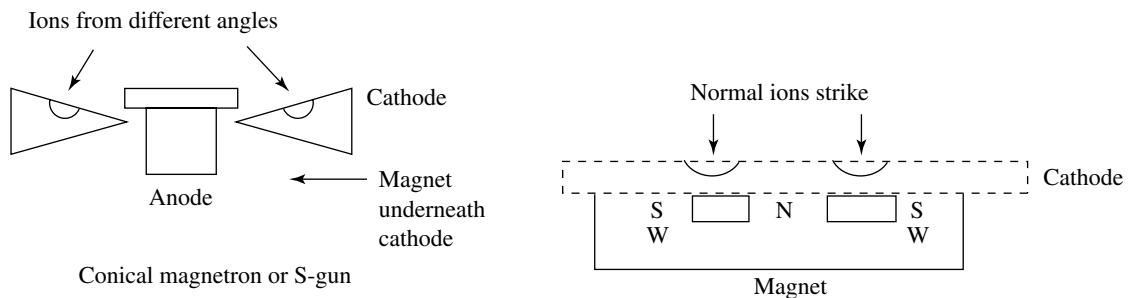 Ions from different angles
Cathode
Anode
Magnet
underneath
cathode
Conical magnetron or S-gun
Normal ions strike
Cathode
S N S
W W
Magnet